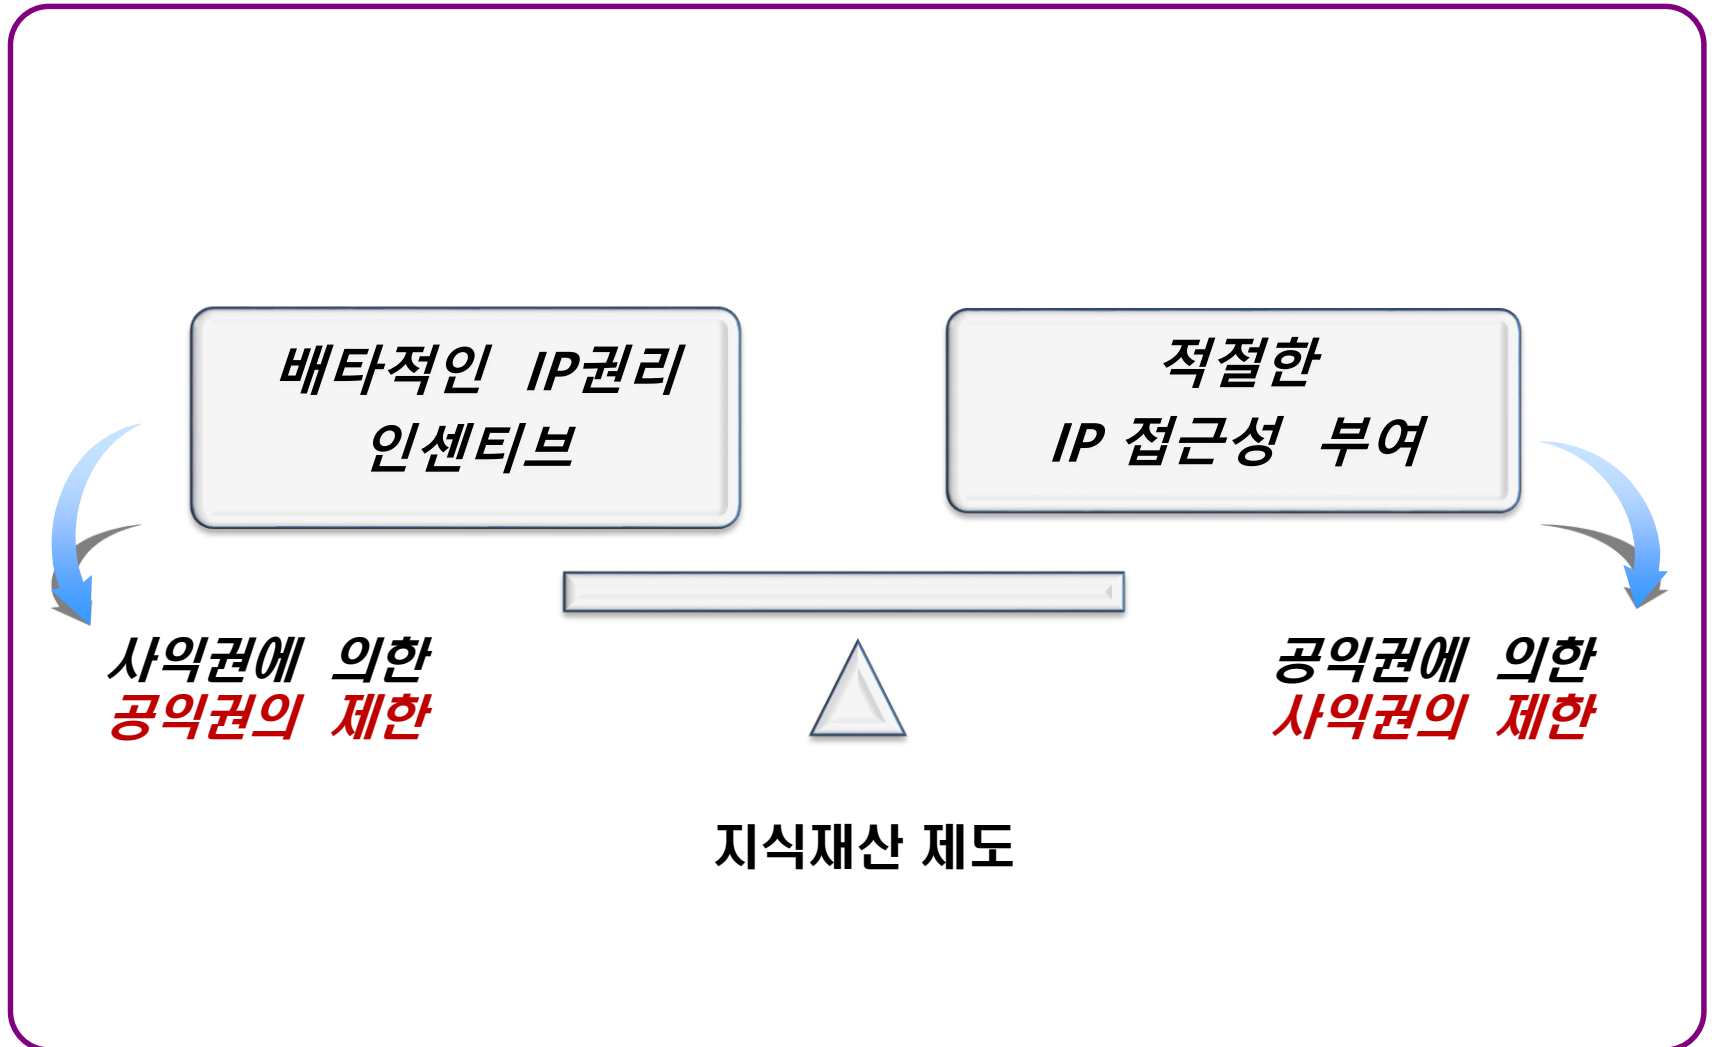 배타적인 IP권리
인센티브
적절한
IP 접근성 부여
사익권에 의한
공익권의 제한
공익권에 의한
사익권의 제한
지식재산 제도